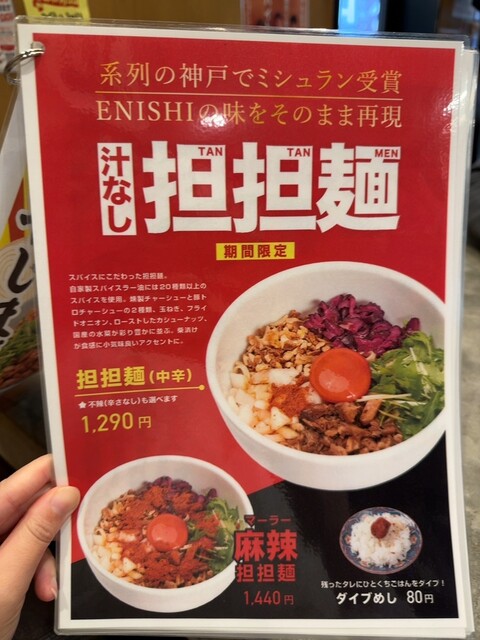 系列の神戸でミシュラン受賞
ENISHIの味をそのまま再現
汁なし
担担麺
TAN TAN MEN
期間限定
スパイスにこだわった担担麺。
自家製スパイスラー油には20種類以上の
スパイスを使用。燻製チャーシューと豚ト
ロチャーシューの2種類、玉ねぎ、フライ
ドオニオン、ローストしたカシューナッツ、
国産の水菜が彩り豊かに並ぶ。柴漬け
が食感に小気味良いアクセントに。
担担麺(中辛)
★不辣(辛さなし)も選べます
1,290円
マーラー
麻辣
担担麺
1,440円
残ったタレにひとくちごはんをダイブ!
ダイブめし 80円